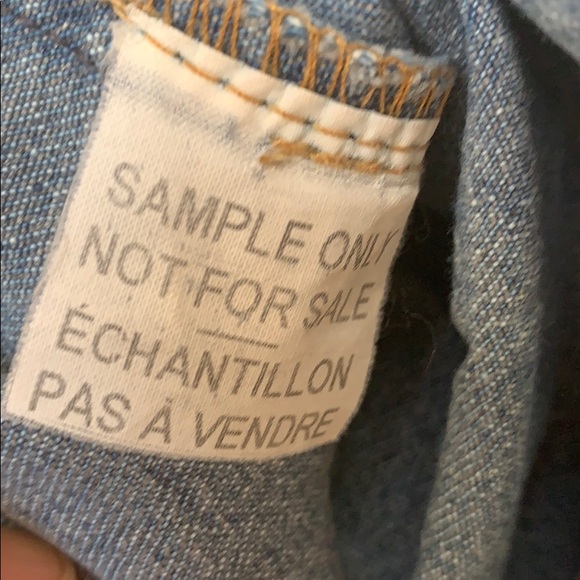 SAMPLE ONLY
NOT FOR SALE
ÉCHANTILLON
PAS À VENDRE